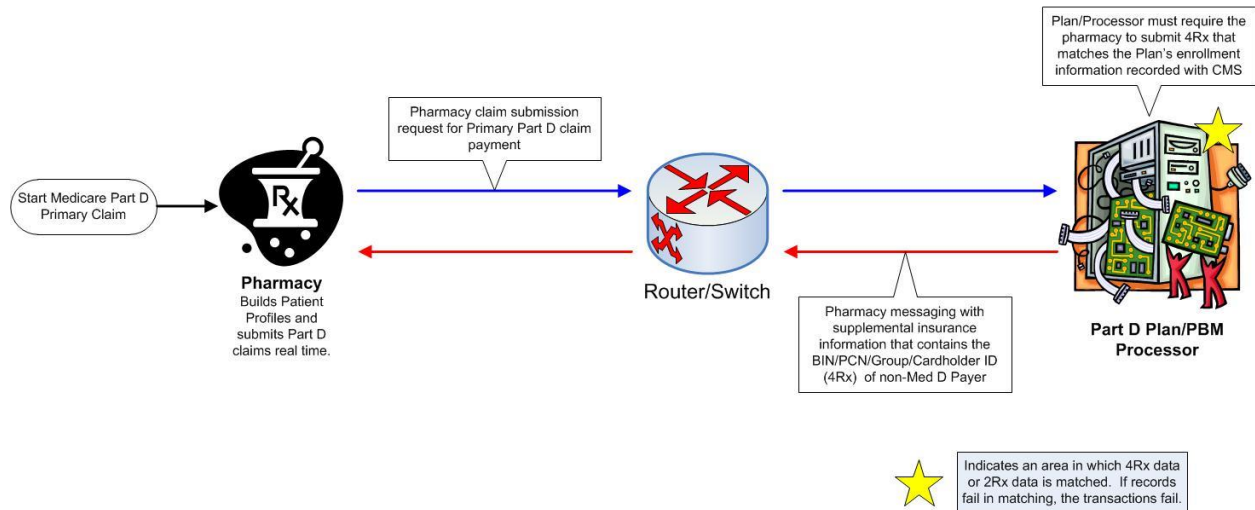 Plan/Processor must require the
pharmacy to submit 4Rx that
matches the Plan's enrollment
information recorded with CMS
Pharmacy claim submission
request for Primary Part D claim
payment
Start Medicare Part D
Primary Claim
Rx
Pharmacy
Builds Patient
Profiles and
submits Part D
claims real time.
Router/Switch
Pharmacy messaging with
supplemental insurance
information that contains the
BIN/PCN/Group/Cardholder ID
(4Rx) of non-Med D Payer
Part D Plan/PBM
Processor
Indicates an area in which 4Rx data
or 2Rx data is matched. If records
fail in matching, the transactions fail.